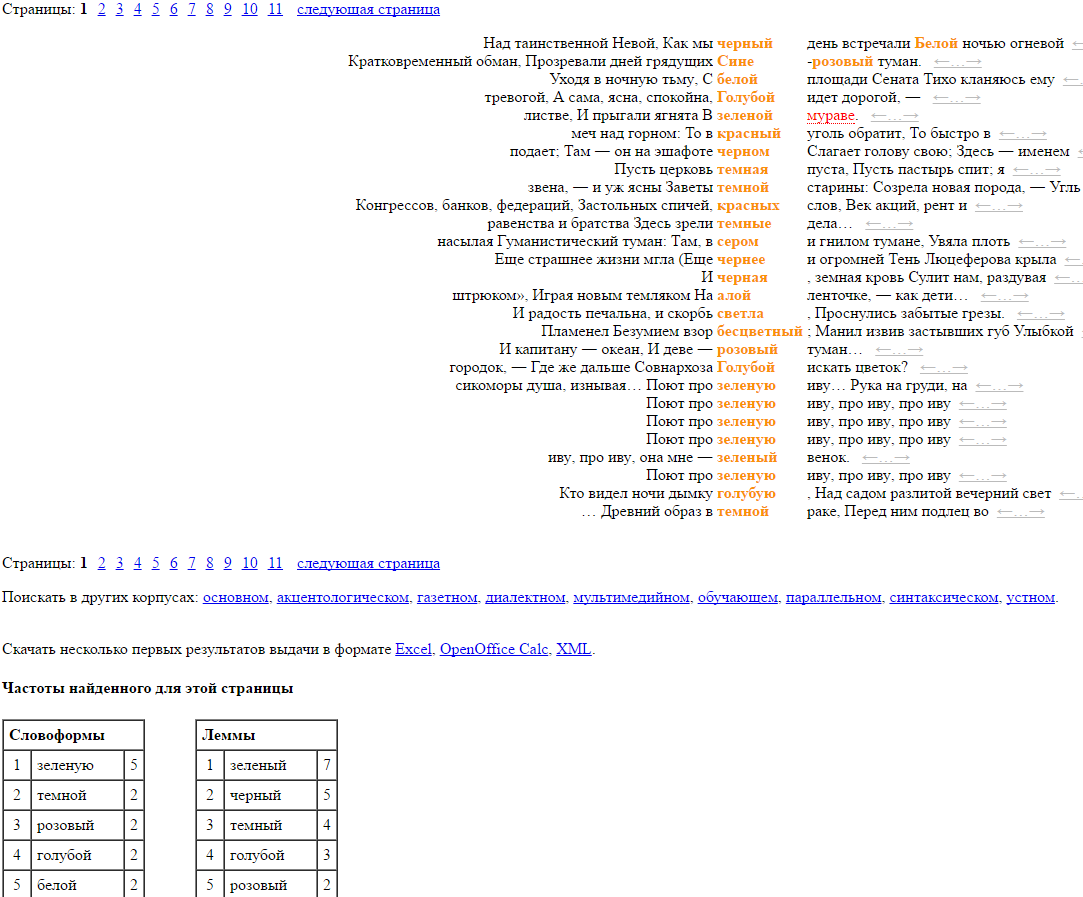 Страницы: 1 2 3 4 5 6 7 8 9 10 11 следующая страница
Над таинственной Невой, Как мы черный день встречали Белой ночью огневой ←
Кратковременный обман, Прозревали дней грядущих Сине -розовый туман. ←…→
Уходя в ночную тьму, С белой площади Сената Тихо кланяюсь ему ←
тревогой, А сама, ясна, спокойна, Голубой идет дорогой, — ←…→
листве, И прыгали ягнята В зеленой мураве. ←…→
меч над горном: То в красный уголь обратит, То быстро в ←…→
подает; Там — он на эшафоте черном Слагает голову свою; Здесь — именем ←
Пусть церковь темная пуста, Пусть пастырь спит; я ←…→
звена, — и уж ясны Заветы темной старины: Созрела новая порода, — Угль
Конгрессов, банков, федераций, Застольных спичей, красных слов, Век акций, рент и ←…→
равенства и братства Здесь зрели темные дела… ←…→
насылая Гуманистический туман: Там, в сером и гнилом тумане, Увяла плоть ←…→
Еще страшнее жизни мгла (Еще чернее и огромней Тень Люцеферова крыла ←
И черная , земная кровь Сулит нам, раздувая ←…
штрюком», Играя новым темляком На алой ленточке, — как дети… ←…→
И радость печальна, и скорбь светла , Проснулись забытые грезы. ←…→
Пламенел Безумием взор бесцветный ; Манил извив застывших губ Улыбкой
И капитану — океан, И деве — розовый туман… ←…→
городок, — Где же дальше Совнархоза Голубой искать цветок? ←…→
сикоморы душа, изнывая… Поют про зеленую иву… Рука на груди, на ←…→
Поют про зеленую иву, про иву, про иву ←…→
Поют про зеленую иву, про иву, про иву ←…→
Поют про зеленую иву, про иву, про иву ←…→
иву, про иву, она мне — зеленый венок. ←…→
Поют про зеленую иву, про иву, про иву ←…→
Кто видел ночи дымку голубую , Над садом разлитой вечерний свет ←…
… Древний образ в темной раке, Перед ним подлец во ←…→
Страницы: 1 2 3 4 5 6 7 8 9 10 11 следующая страница
Поискать в других корпусах: основном, акцентологическом, газетном, диалектном, мультимедийном, обучающем, параллельном, синтаксическом, устном.
Скачать несколько первых результатов выдачи в формате Excel, OpenOffice Calc, XML.
Частоты найденного для этой страницы
Словоформы Леммы
1 зеленую 5 1 зеленый 7
2 темной 2 2 черный 5
3 розовый 2 3 темный 4
4 голубой 2 4 голубой 3
5 белой 2 5 розовый 2